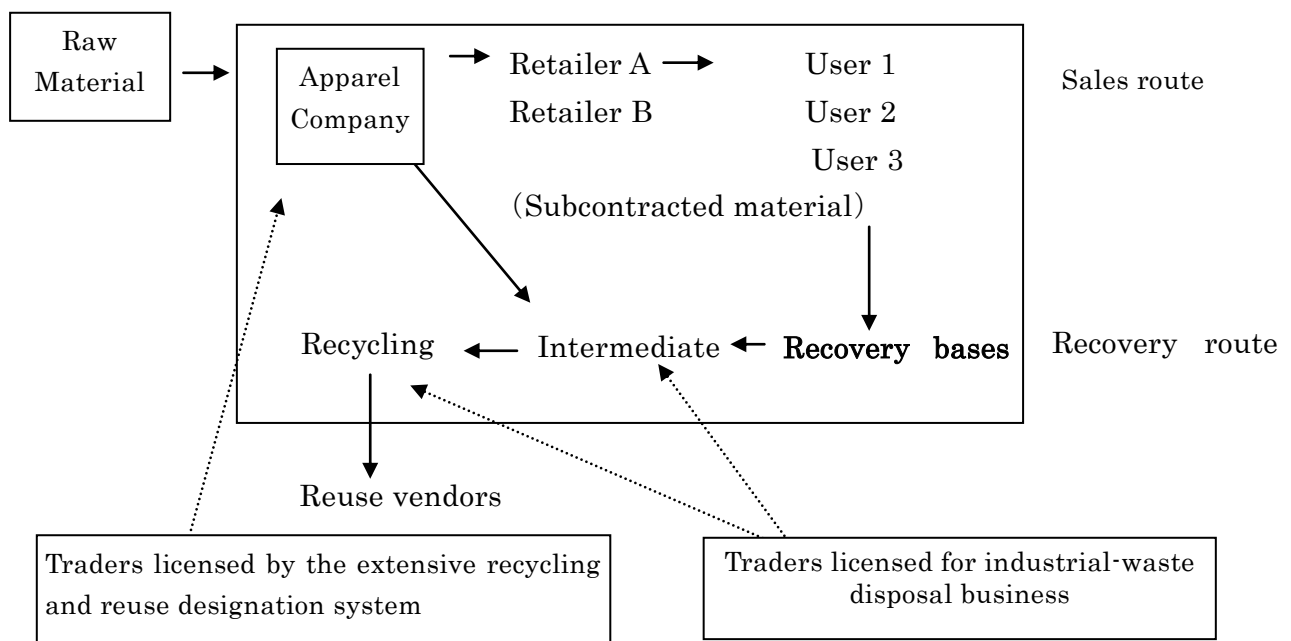 Raw
Material
Apparel
Company
Retailer A
User 1
Sales route
Retailer B
User 2
User 3
（Subcontracted material）
Recycling
Intermediate
Recovery bases
Recovery route
Reuse vendors
Traders licensed by the extensive recycling
and reuse designation system
Traders licensed for industrial-waste
disposal business